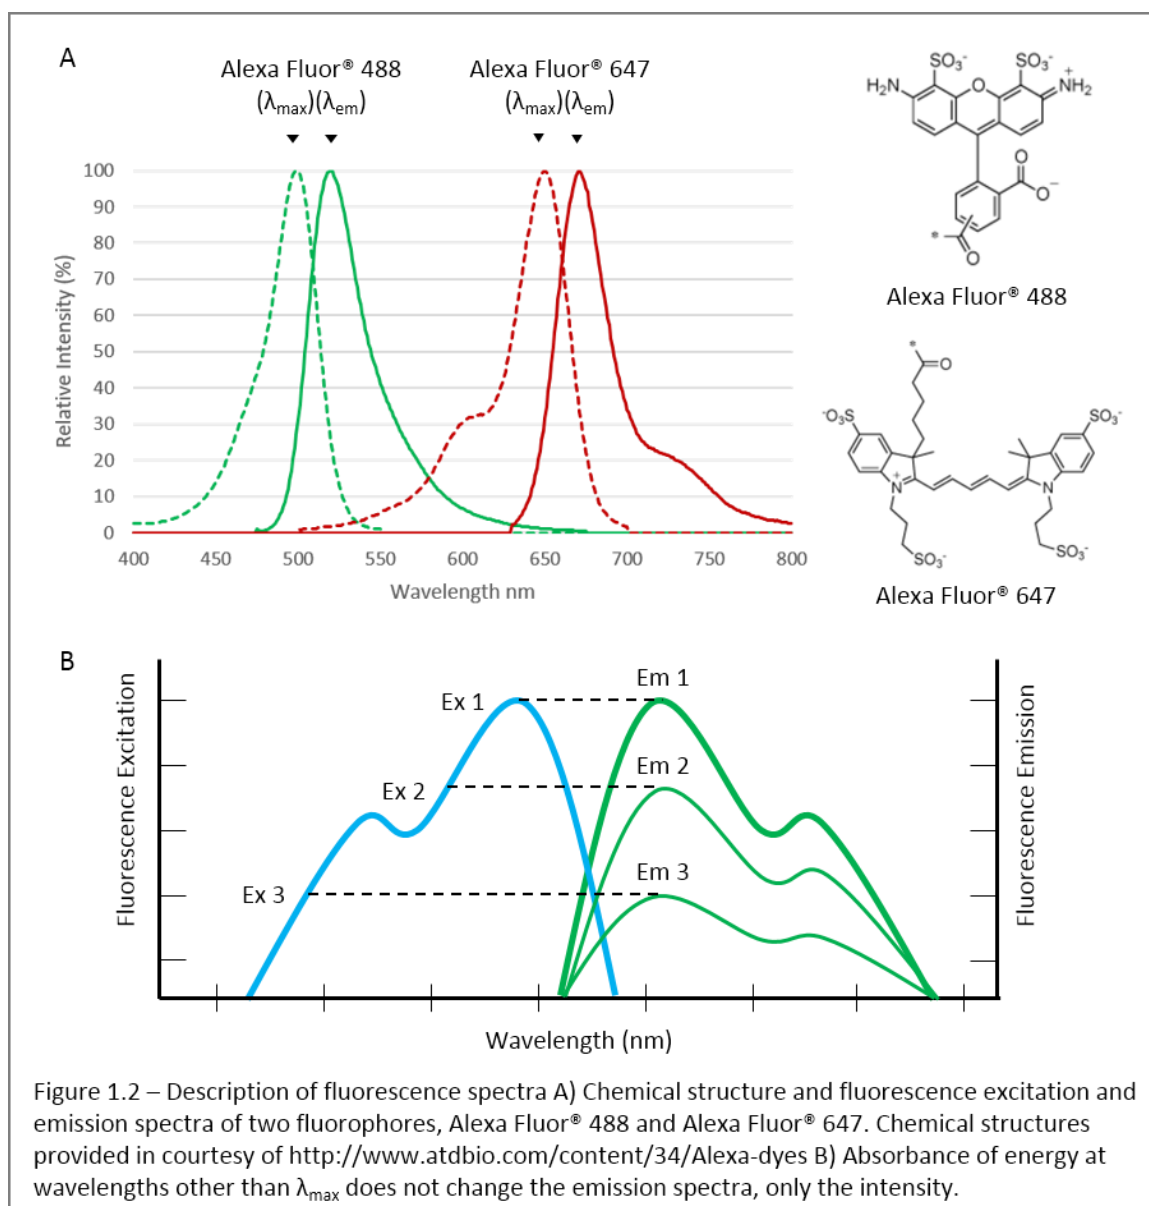 A
Alexa Fluor® 488
(λmax)(λem)
Alexa Fluor® 647
(λmax)(λem)
Relative Intensity (%)
100
90
80
70
60
50
40
30
20
10
0
400
450
500
550
600
650
700
750
800
Wavelength nm
SO3-
SO3-
H2N
O
+
NH2
O
O-
*
O
Alexa Fluor® 488
*
O
-O3S
SO3-
N+
N
SO3-
SO3-
Alexa Fluor® 647
B
Fluorescence Excitation
Ex 1
Ex 2
Ex 3
Em 1
Em 2
Em 3
Fluorescence Emission
Wavelength (nm)
Figure 1.2 – Description of fluorescence spectra A) Chemical structure and fluorescence excitation and
emission spectra of two fluorophores, Alexa Fluor® 488 and Alexa Fluor® 647. Chemical structures
provided in courtesy of http://www.atdbio.com/content/34/Alexa-dyes B) Absorbance of energy at
wavelengths other than λmax does not change the emission spectra, only the intensity.